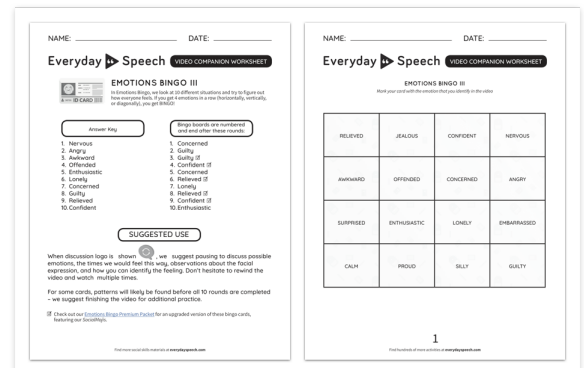 NAME: DATE:
Everyday Speech VIDEO COMPANION WORKSHEET
ID CARD
EMOTIONS BINGO III
In Emotions Bingo, we look at 10 different situations and try to figure out
how everyone feels. If you get 4 emotions in a row (horizontally, vertically,
or diagonally), you get BINGO!
Answer Key
1. Nervous
2. Angry
3. Awkward
4. Offended
5. Enthusiastic
6. Lonely
7. Concerned
8. Guilty
9. Relieved
10. Confident
Bingo boards are numbered
and end after these rounds:
1. Concerned
2. Guilty
3. Guilty ☑
4. Confident ☑
5. Concerned
6. Relieved ☑
7. Lonely
8. Relieved ☑
9. Confident ☑
10. Enthusiastic
SUGGESTED USE
When discussion logo is shown , we suggest pausing to discuss possible
emotions, the times we would feel this way, observations about the facial
expression, and how you can identify the feeling. Don't hesitate to rewind the
video and watch multiple times.
For some cards, patterns will likely be found before all 10 rounds are completed
– we suggest finishing the video for additional practice.
☑ Check out our Emotions Bingo Premium Packet for an upgraded version of these bingo cards,
featuring our SocialMojis.
Find more social skills materials at everydayspeech.com
NAME: DATE:
Everyday Speech VIDEO COMPANION WORKSHEET
EMOTIONS BINGO III
Mark your card with the emotion that you identify in the video
RELIEVED JEALOUS CONFIDENT NERVOUS
AWKWARD OFFENDED CONCERNED ANGRY
SURPRISED ENTHUSIASTIC LONELY EMBARRASSED
CALM PROUD SILLY GUILTY
1
Find hundreds of more activities at everydayspeech.com